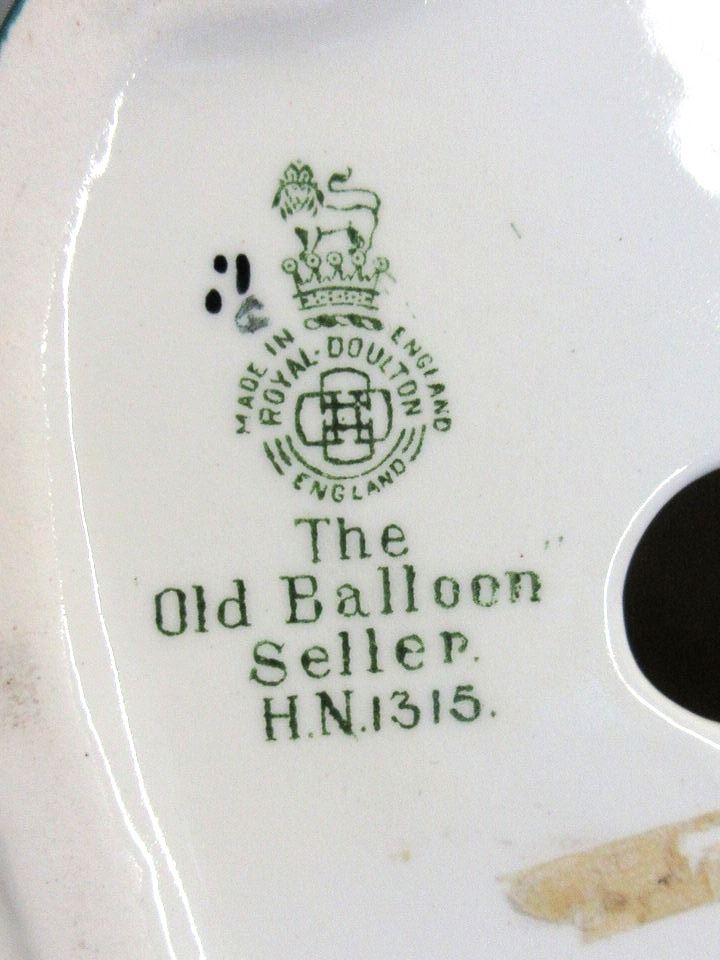 MADE IN ENGLAND
ROYAL-DOULTON
ENGLAND
The
Old Balloon
Seller.
H.N.1315.